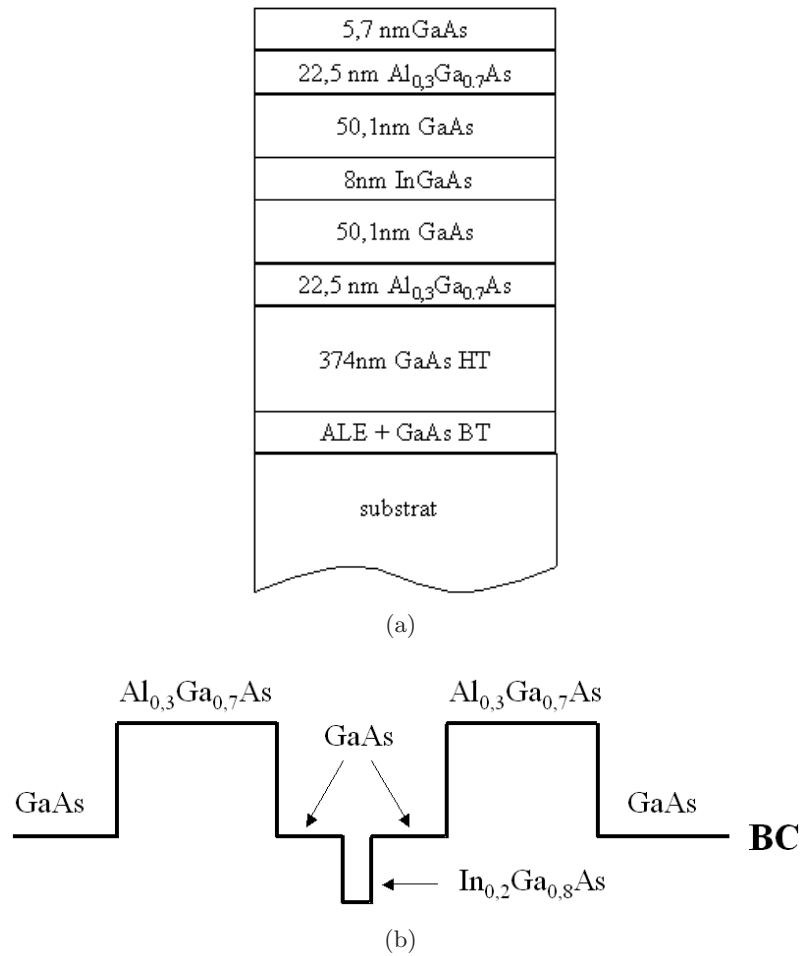 5,7 nmGaAs
22,5 nm Al0,3Ga0.7As
50,1nm GaAs
8nm InGaAs
50,1nm GaAs
22,5 nm Al0,3Ga0.7As
374nm GaAs HT
ALE + GaAs BT
substrat
(a)
Al0,3Ga0,7As
Al0,3Ga0,7As
GaAs
GaAs
GaAs
BC
In0,2Ga0,8As
(b)